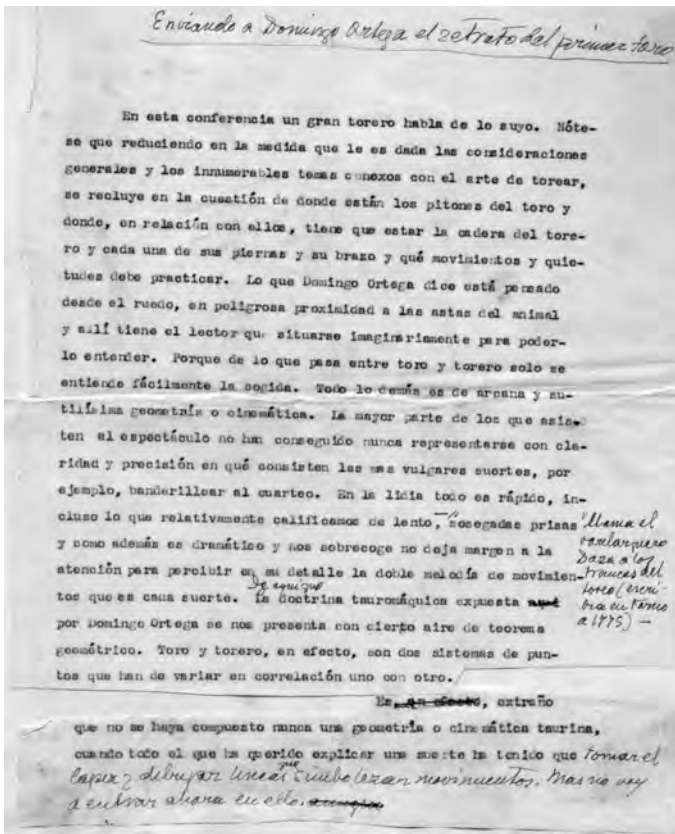 Enviando a Domingo Ortega el retrato del primer toro
En esta conferencia un gran torero habla de lo suyo. Nóte-
se que reduciendo en la medida que le es dada las consideraciones
generales y los innumerables temas conexos con el arte de torear,
se recluye en la cuestión de donde están los pitones del toro y
donde, en relación con ellos, tiene que estar la cadera del tore-
ro y cada una de sus piernas y su brazo y qué movimientos y quie-
tudes debe practicar. Lo que Domingo Ortega dice está pensado
desde el ruedo, en peligrosa proximidad a las astas del animal
y allí tiene el lector que situarse imaginariamente para poder-
lo entender. Porque de lo que pasa entre toro y torero solo se
entiende fácilmente la cogida. Todo lo demás es de arcana y su-
tilísima geometría o cinemática. La mayor parte de los que asis-
ten al espectáculo no han conseguido nunca representarse con cla-
ridad y precisión en qué consisten las mas vulgares suertes, por
ejemplo, banderillear al cuarteo. En la lidia todo es rápido, in-
cluso lo que relativamente calificamos de lento, "sosegadas prisas"
llama el
varilarguero
Daza a los
trances del
toreo (escri-
bía en torno
a 1775) —
y como además es dramático y nos sobrecoge no deja margen a la
atención para percibir en su detalle la doble melodía de movimien-
tos que es cada suerte. De aquí que La doctrina tauromáquica expuesta aquí
por Domingo Ortega se nos presenta con cierto aire de teorema
geométrico. Toro y torero, en efecto, son dos sistemas de pun-
tos que han de variar en correlación uno con otro.
Es, en efecto, extraño
que no se haya compuesto nunca una geometría o cinemática taurina,
cuando todo el que ha querido explicar una suerte ha tenido que tomar el
lapiz y dibujar lineas que simbolizan movimientos. Mas no voy
a entrar ahora en ello. aunque